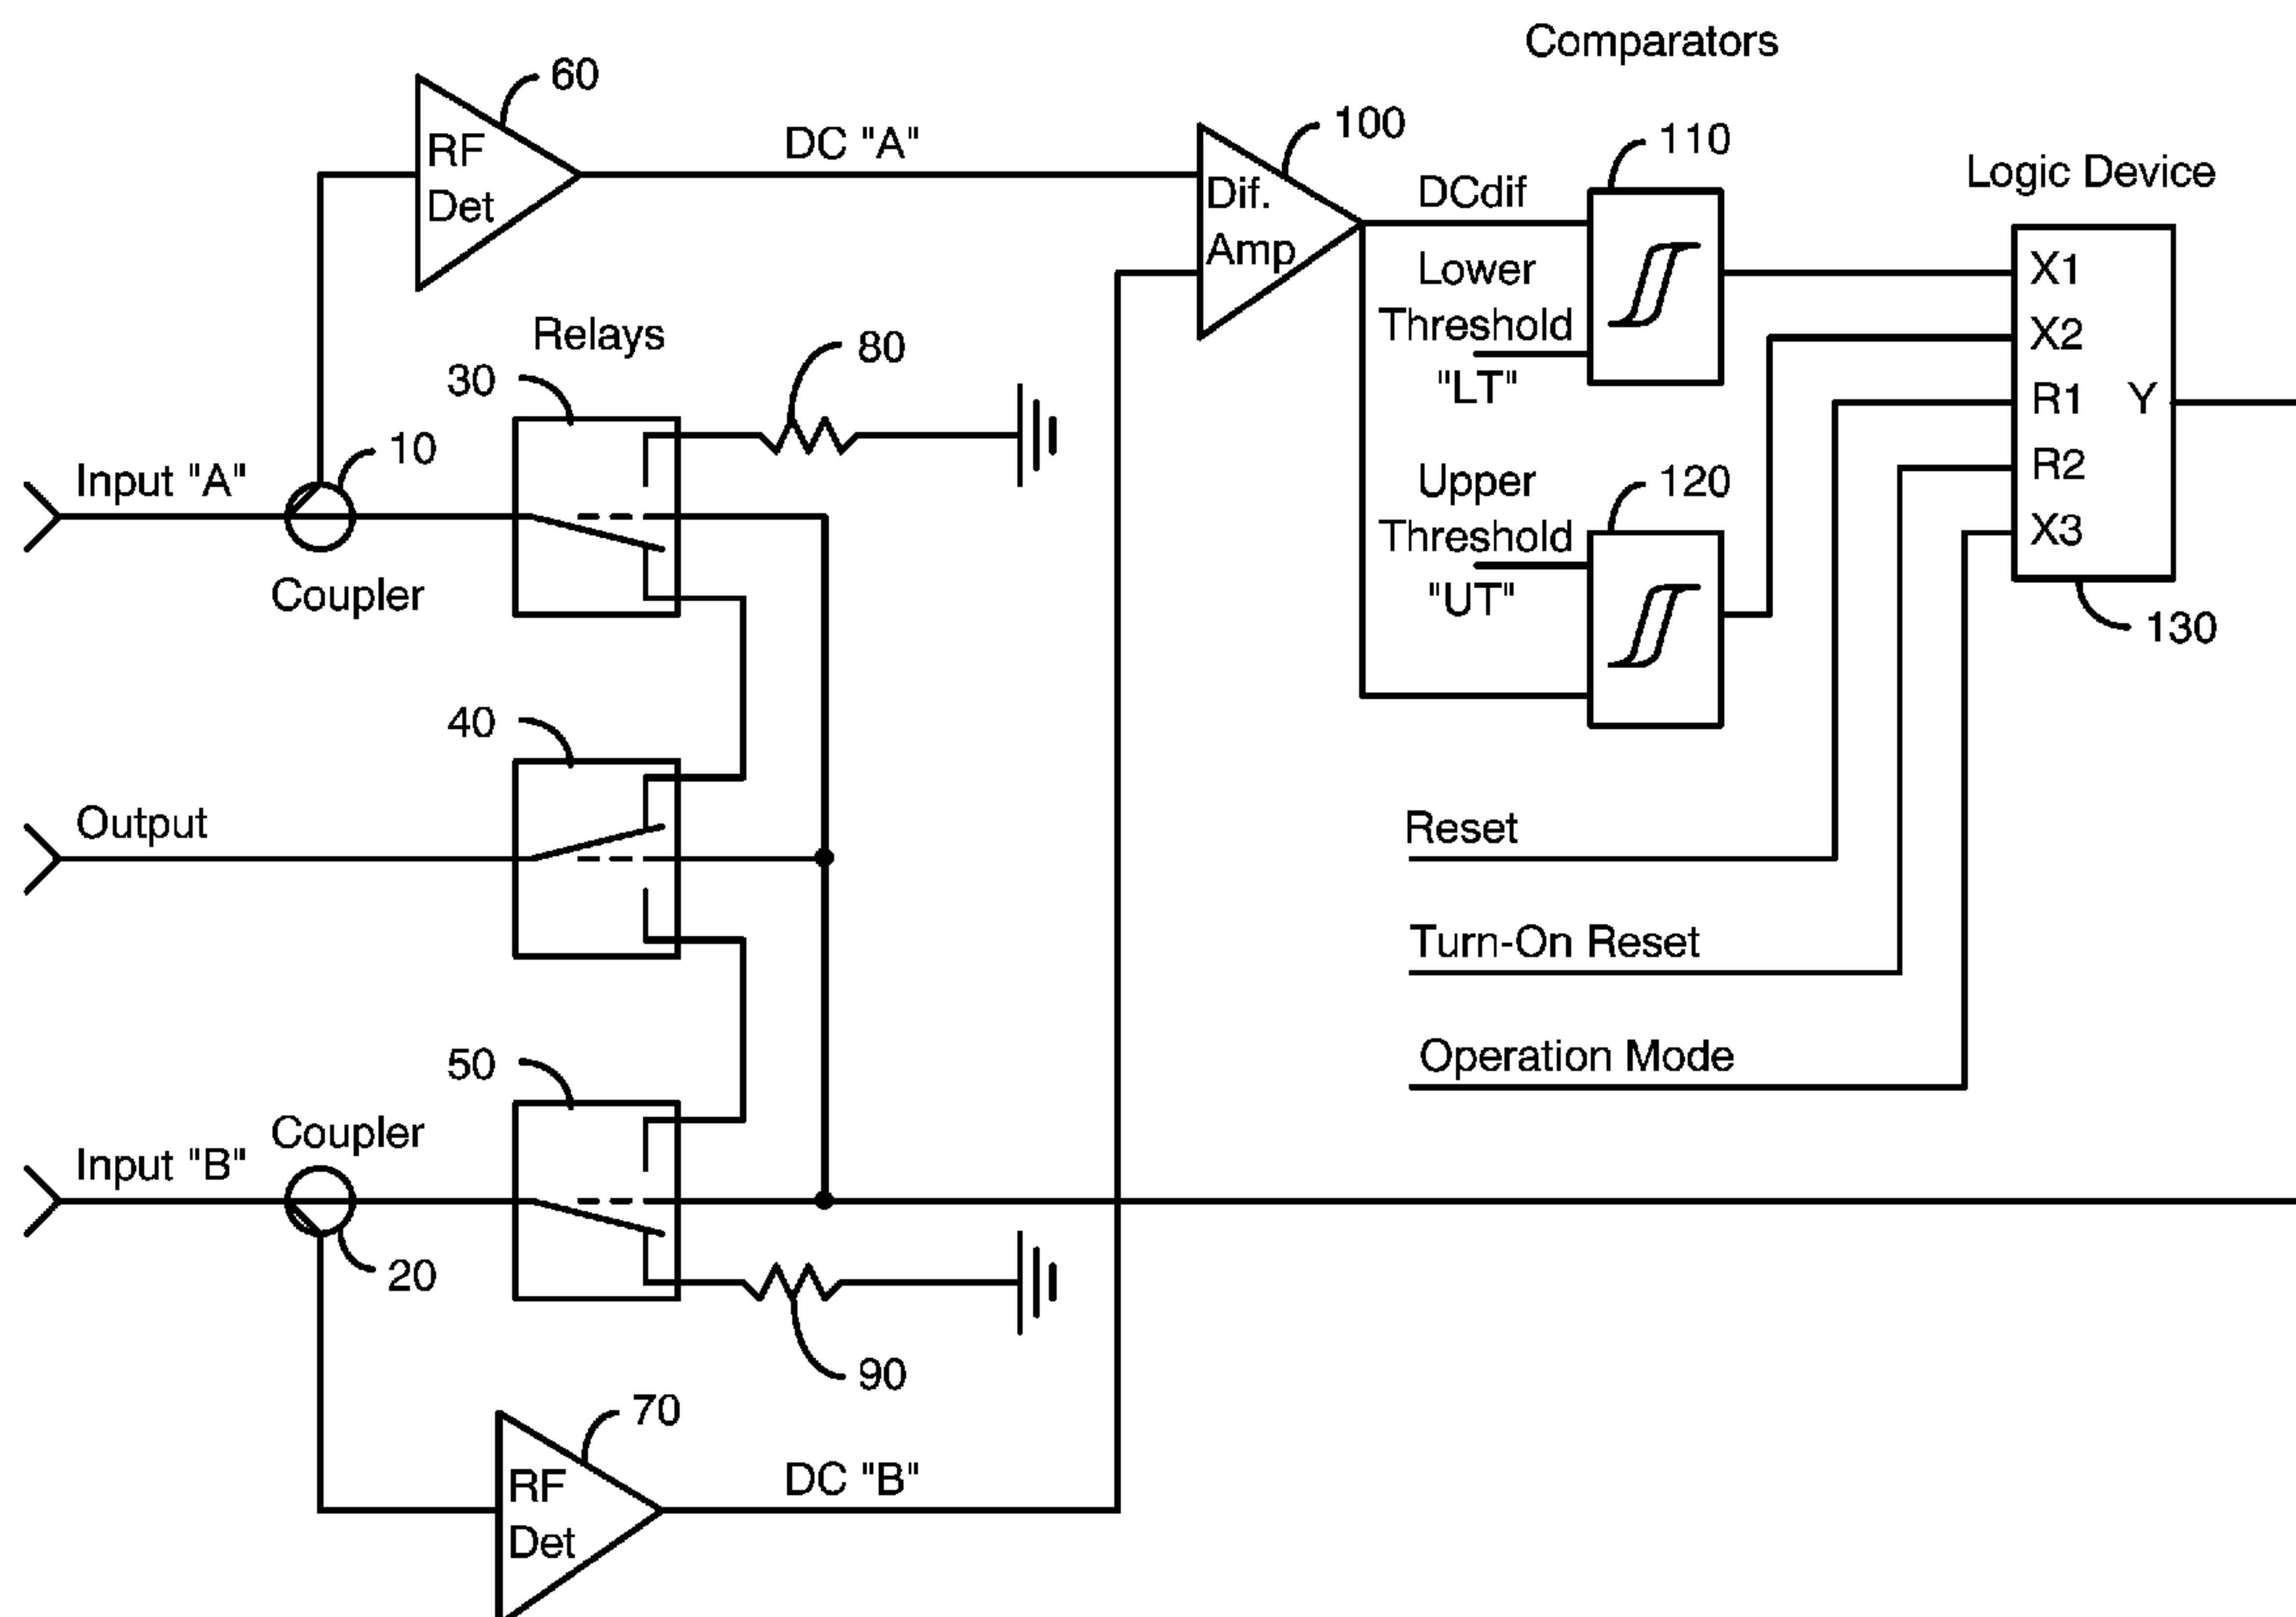 Comparators
60
RF
Det
DC "A"
100
Dif.
Amp
DCdif
110
Lower
Threshold
"LT"
Logic Device
X1
X2
R1
Y
R2
X3
130
Relays
30
80
Input "A"
10
Coupler
Upper
Threshold
"UT"
120
40
Output
Reset
Turn-On Reset
Operation Mode
50
Coupler
Input "B"
20
90
70
RF
Det
DC "B"